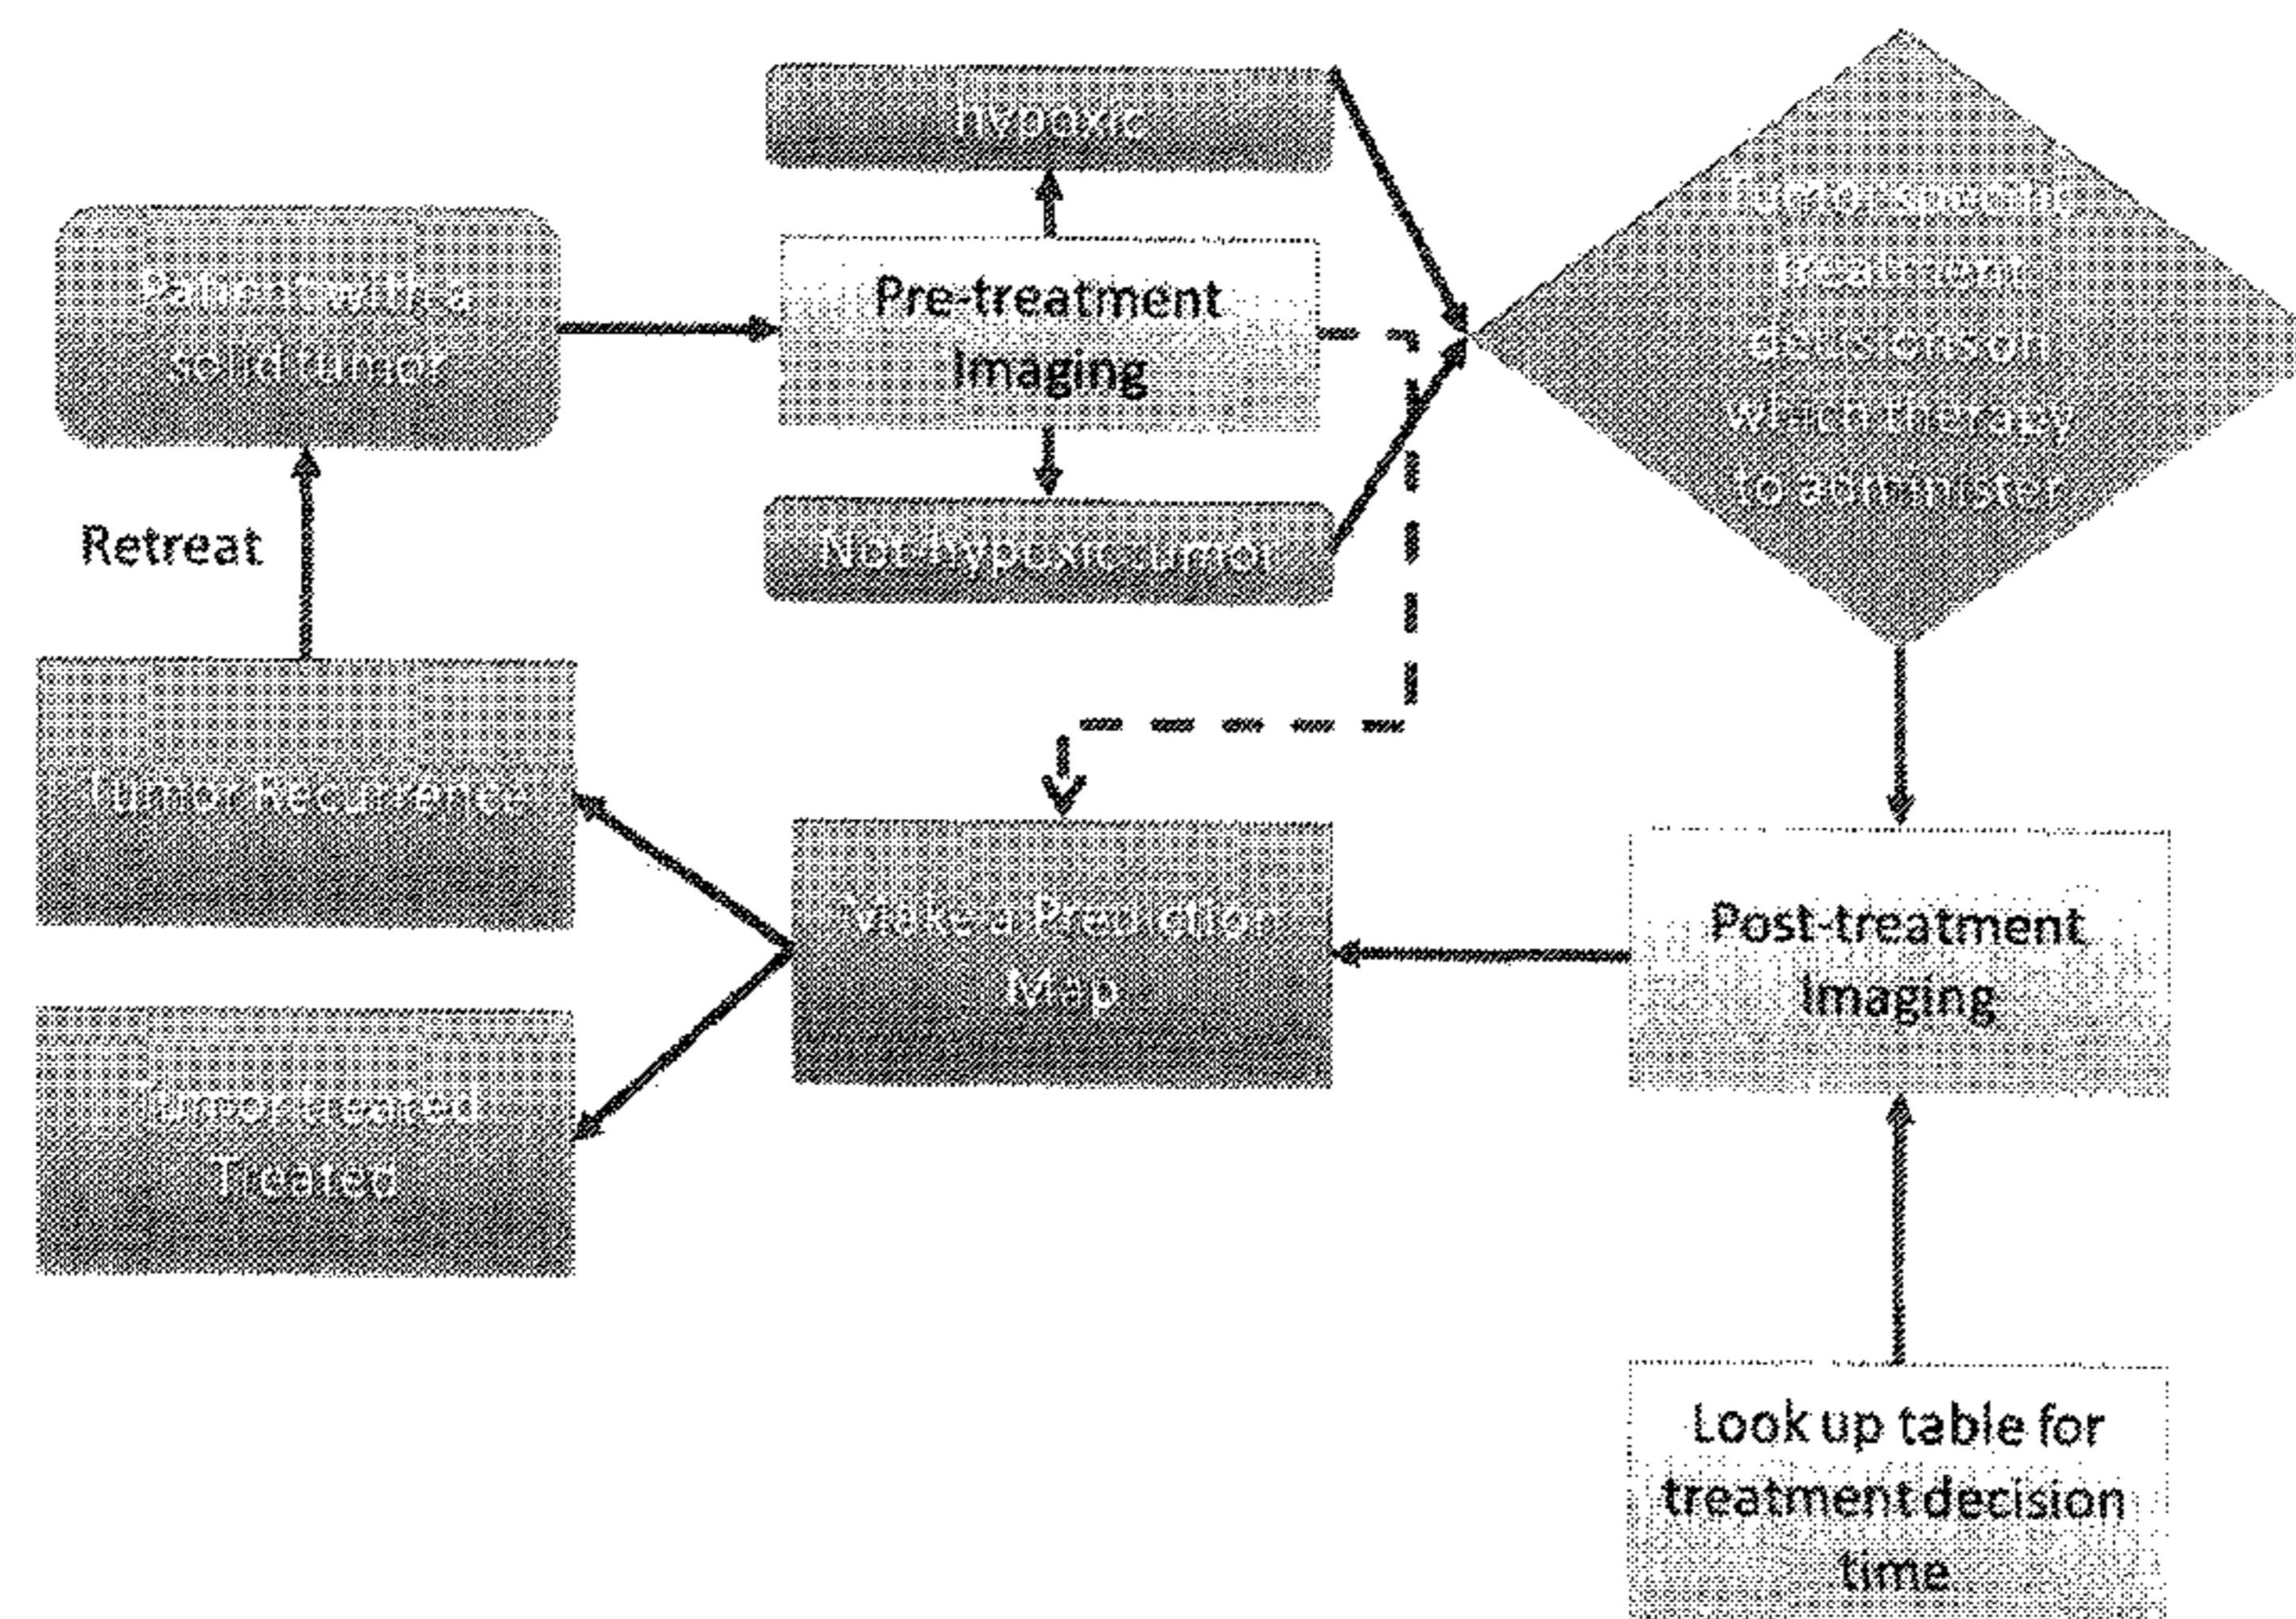 hypoxic
Patient with a
solid tumor
Pre-treatment
Imaging
Not-hypoxic tumor
Tumor specific
treatment
decisions on
which therapy
to administer
Retreat
Tumor Recurrence
Make a Prediction
Map
Post-treatment
Imaging
Tumor treated
Treated
Look up table for
treatment decision
time